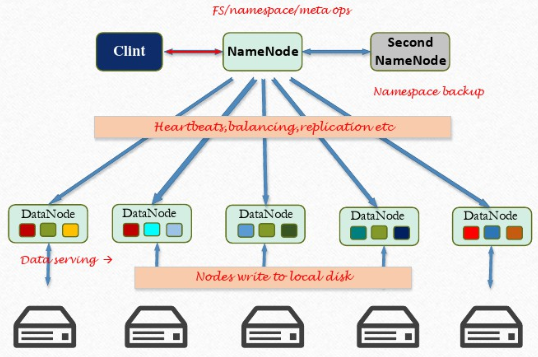 FS/namespace/meta ops
Clint
NameNode
Second
NameNode
Namespace backup
Heartbeats,balancing,replication etc
DataNode
DataNode
DataNode
DataNode
DataNode
Data serving →
Nodes write to local disk